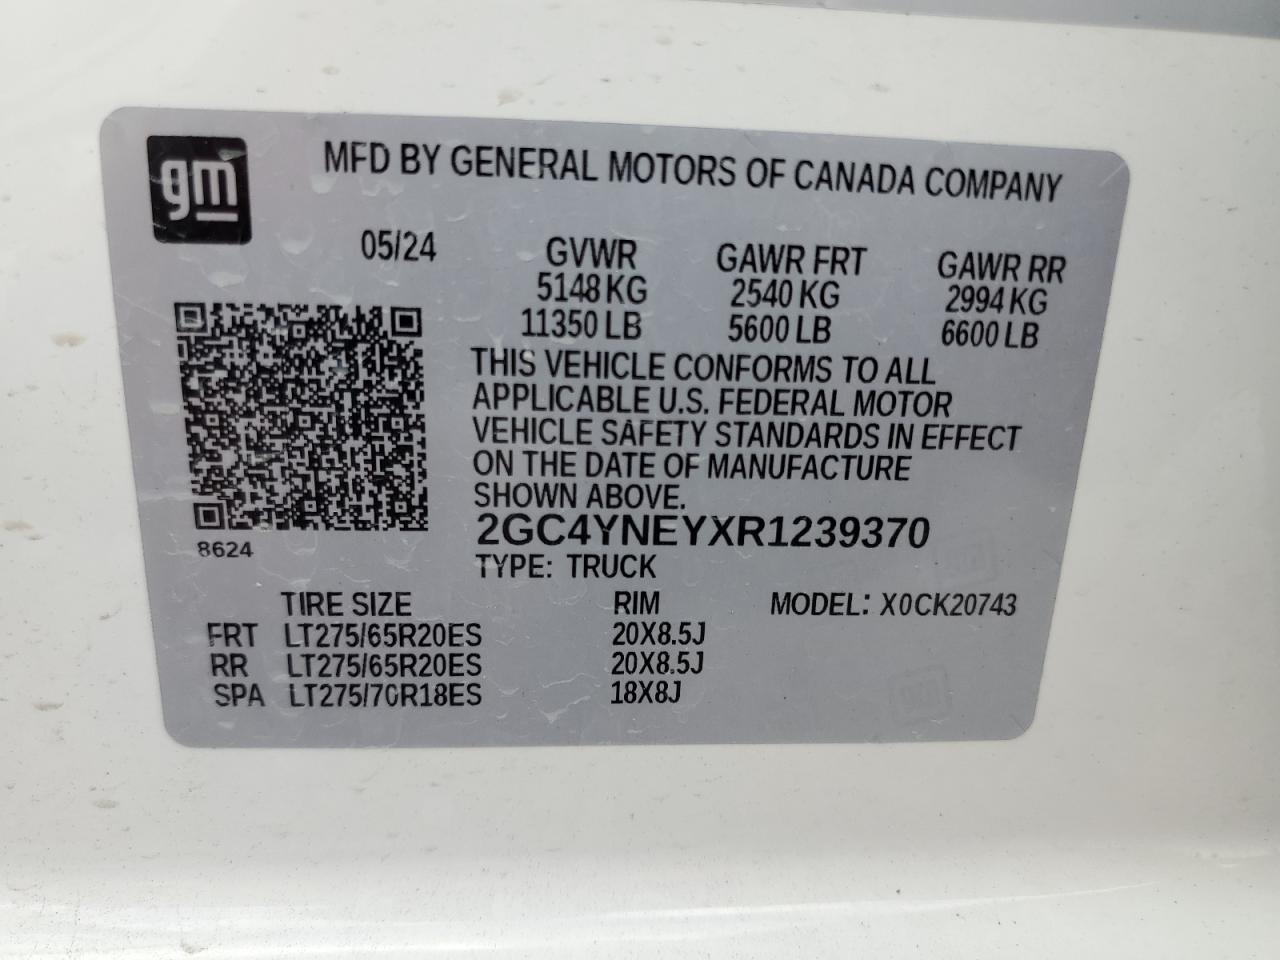 gm
MFD BY GENERAL MOTORS OF CANADA COMPANY
05/24 GVWR GAWR FRT GAWR RR
5148 KG 2540 KG 2994 KG
11350 LB 5600 LB 6600 LB
THIS VEHICLE CONFORMS TO ALL
APPLICABLE U.S. FEDERAL MOTOR
VEHICLE SAFETY STANDARDS IN EFFECT
ON THE DATE OF MANUFACTURE
SHOWN ABOVE.
2GC4YNEYXR1239370
8624
TYPE: TRUCK
TIRE SIZE RIM MODEL: X0CK20743
FRT LT275/65R20ES 20X8.5J
RR LT275/65R20ES 20X8.5J
SPA LT275/70R18ES 18X8J